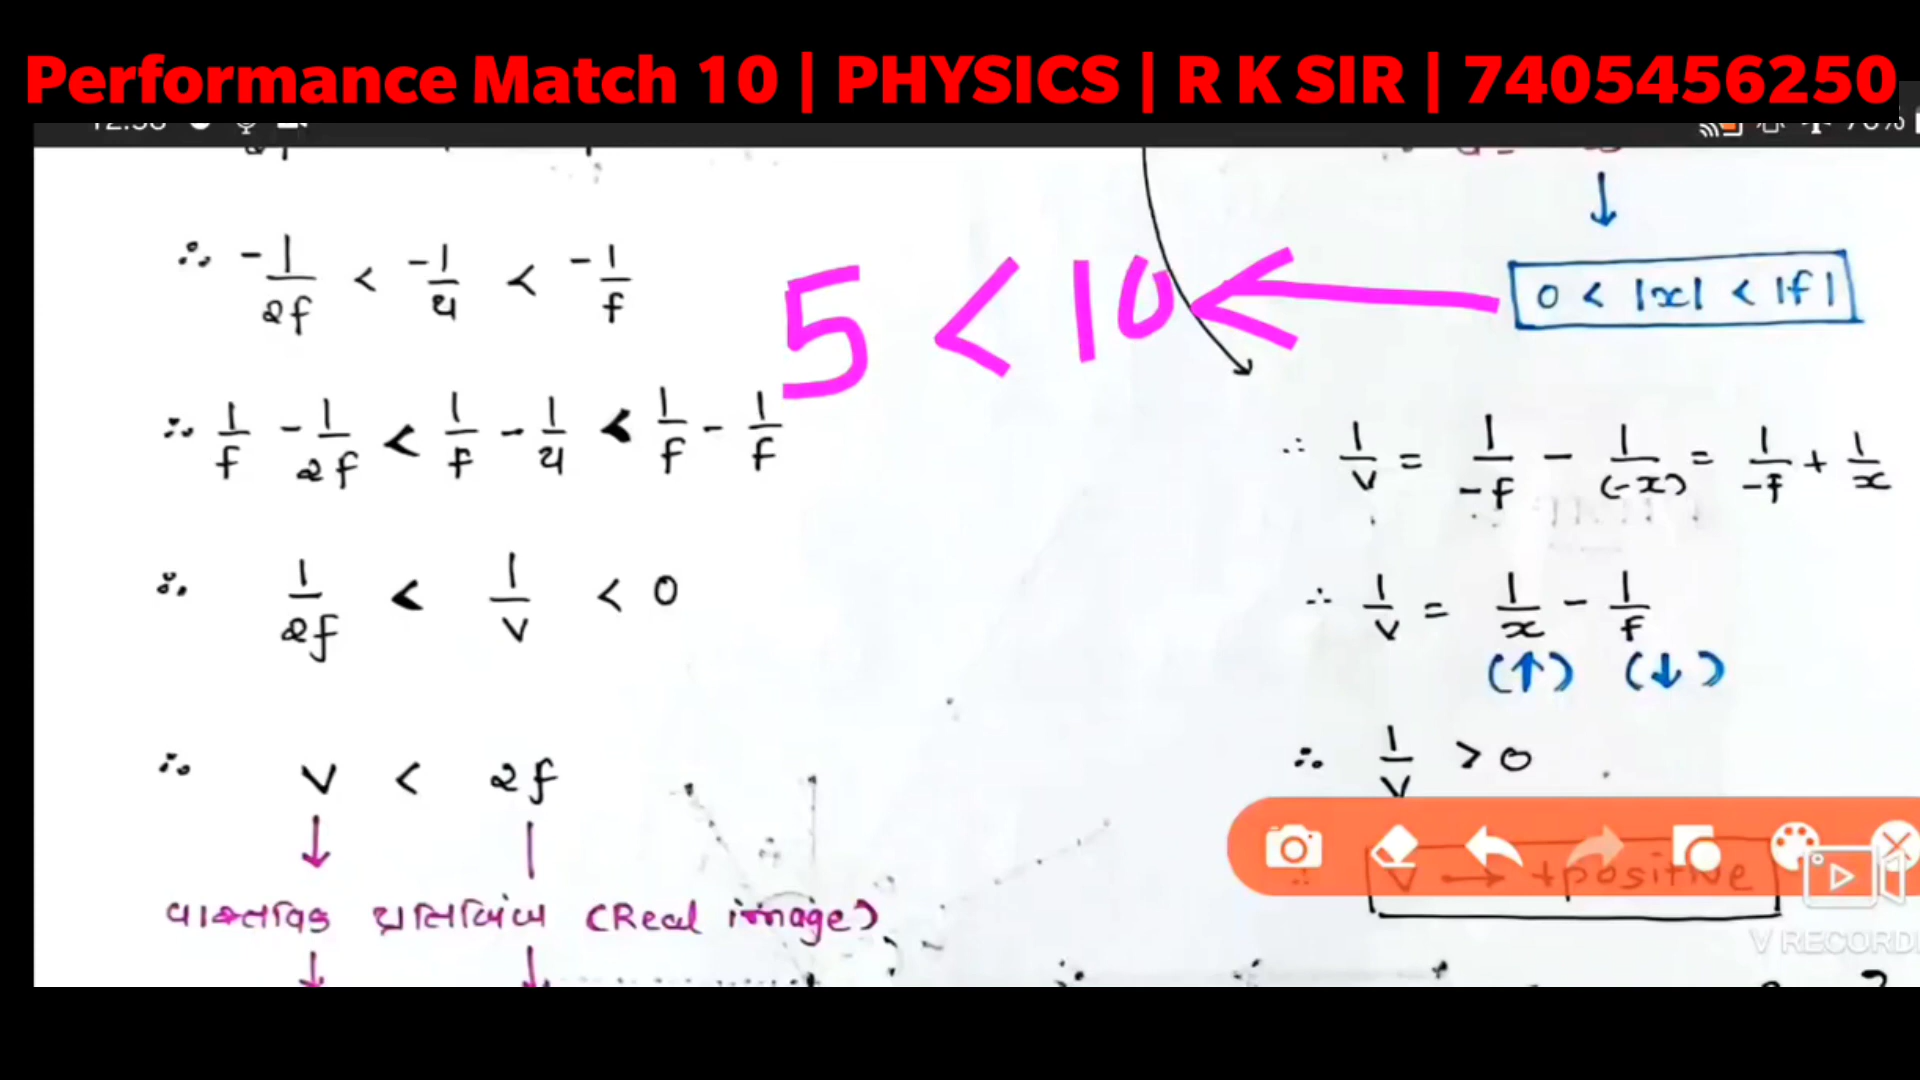 Performance Match 10 | PHYSICS | R K SIR | 7405456250
∴ -1/2f < -1/u < -1/f
5 < 10
0 < |x| < |f|
∴ 1/f - 1/2f < 1/f - 1/u < 1/f - 1/f
∴ 1/v = 1/-f - 1/(-x) = 1/-f + 1/x
∴ 1/2f < 1/v < 0
∴ 1/v = 1/x - 1/f
(↑) (↓)
∴ v < 2f
∴ 1/v > 0
∴ v → +positive
વાસ્તવિક પ્રતિબિંબ (Real image)
V RECORD